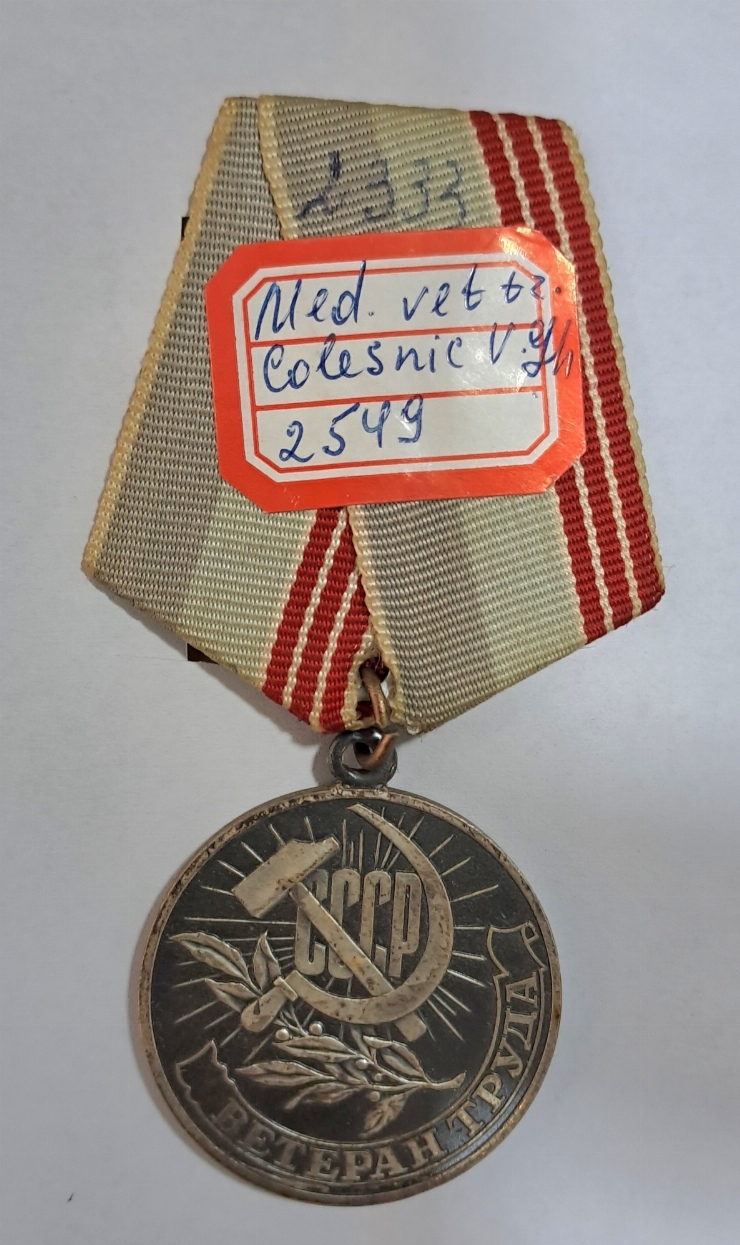 2333
Med. vet tr.
Colesnic V. Gh
2549
СССР
ВЕТЕРАН ТРУДА